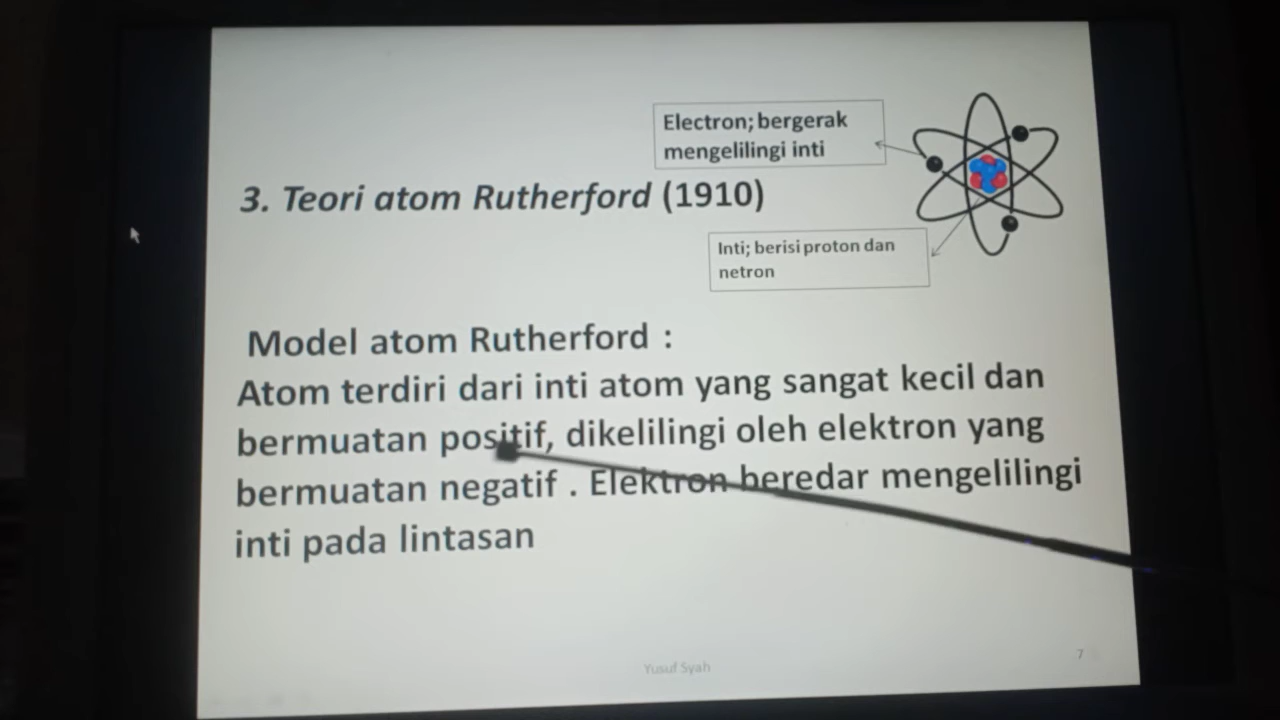 Electron; bergerak
mengelilingi inti
3. Teori atom Rutherford (1910)
Inti; berisi proton dan
netron
Model atom Rutherford :
Atom terdiri dari inti atom yang sangat kecil dan
bermuatan positif, dikelilingi oleh elektron yang
bermuatan negatif . Elektron beredar mengelilingi
inti pada lintasan
Yusuf Syah
7